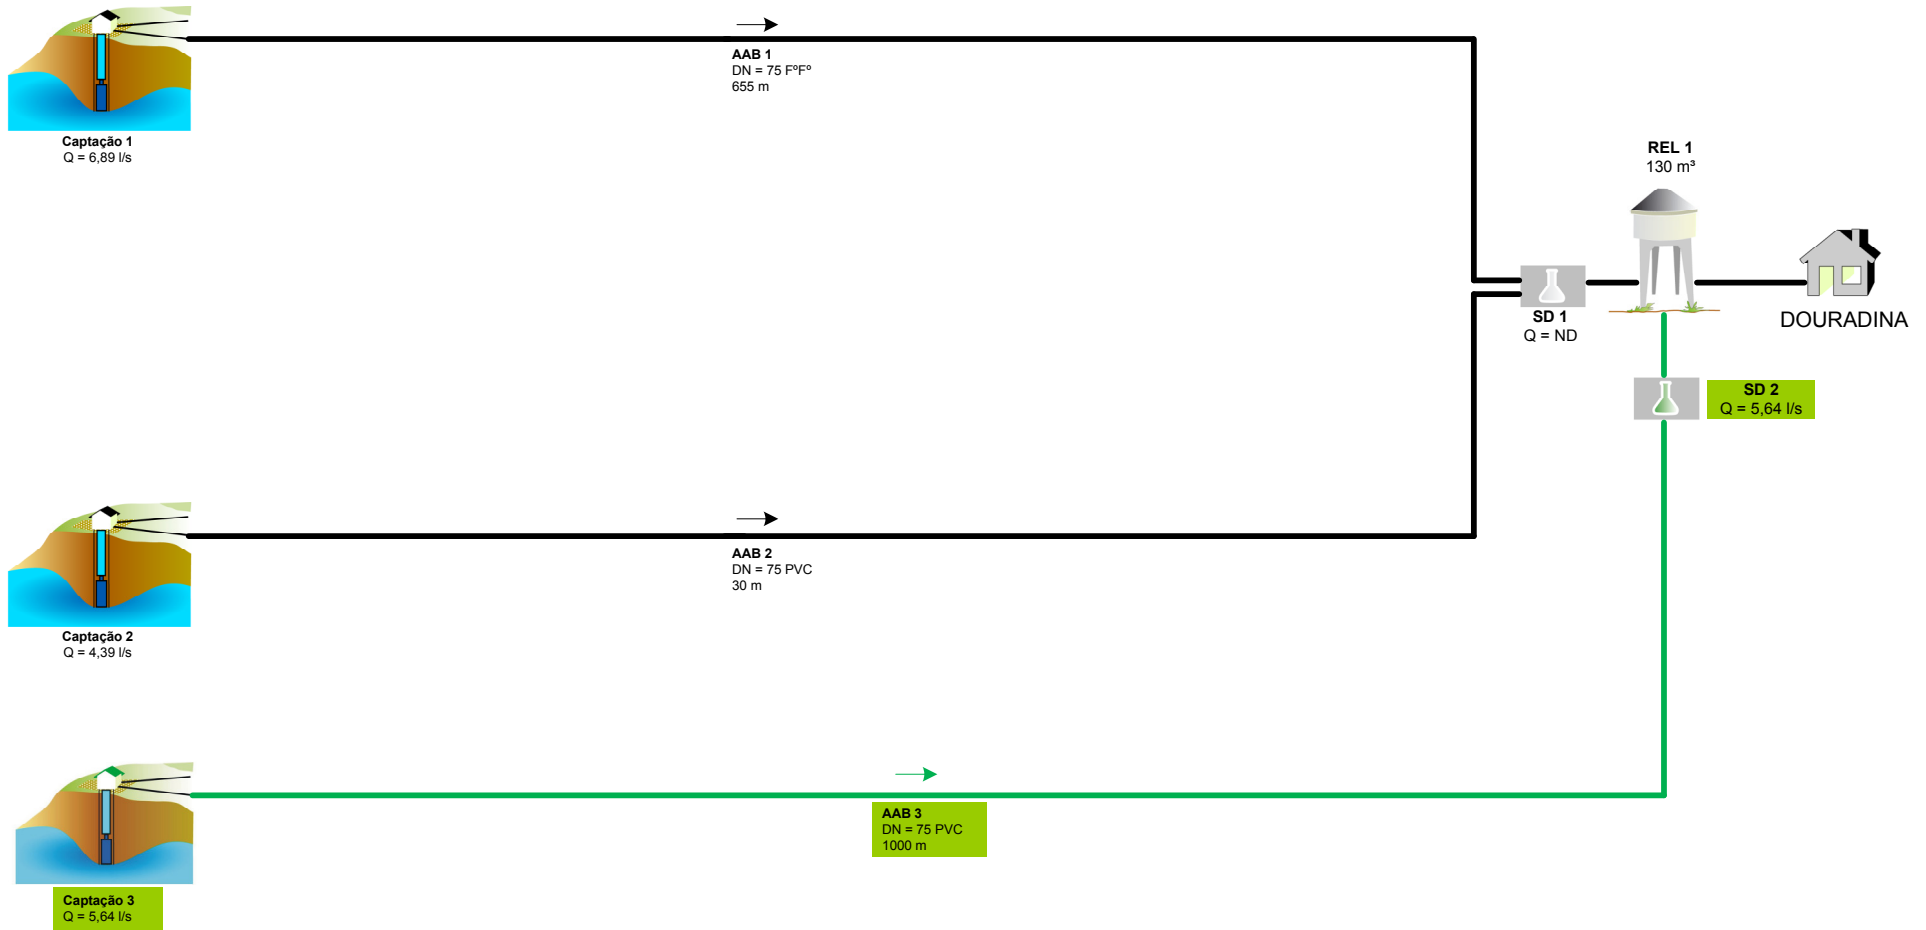 AAB 1
DN = 75 FºFº
655 m
Captação 1
Q = 6,89 l/s
REL 1
130 m³
SD 1
Q = ND
DOURADINA
SD 2
Q = 5,64 l/s
AAB 2
DN = 75 PVC
30 m
Captação 2
Q = 4,39 l/s
AAB 3
DN = 75 PVC
1000 m
Captação 3
Q = 5,64 l/s